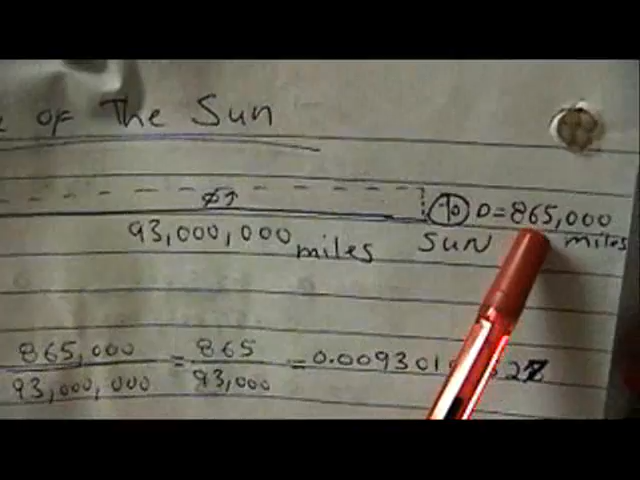 of The Sun
93,000,000 miles
D=865,000
SUN miles
865,000 = 865 = 0.00930
93,000,000 93,000